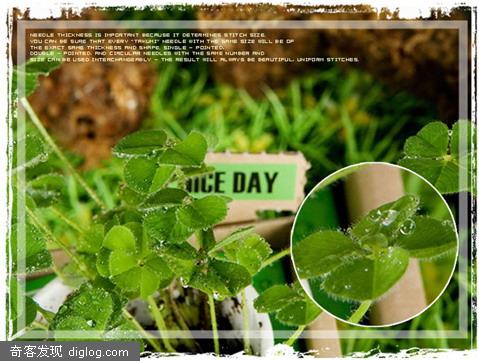 NEEDLE THICKNESS IS IMPORTANT BECAUSE IT DETERMINES STITCH SIZE.
YOU CAN BE SURE THAT EVERY "TAKUMI" NEEDLE WITH THE SAME SIZE WILL BE OF
THE EXACT SAME THICKNESS AND SHAPE. SINGLE - POINTED.
DOUBLE - POINTED. AND CIRCULAR NEEDLES WITH THE SAME NUMBER AND
SIZE CAN BE USED INTERCHANGEABLY - THE RESULT WILL ALWAYS BE BEAUTIFUL. UNIFORM STITCHES.
NICE DAY
奇客发现 diglog.com